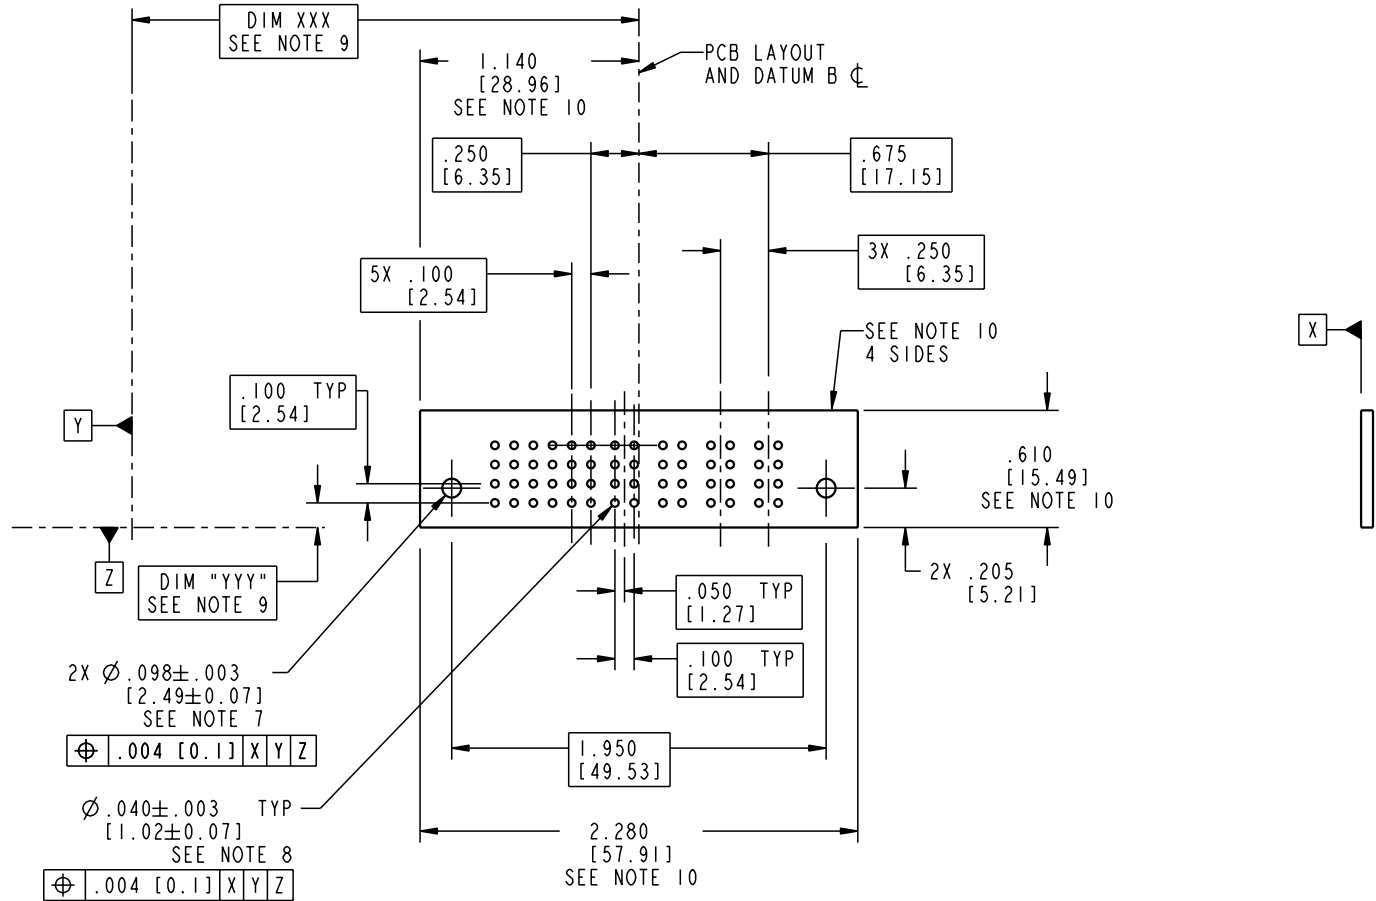 DIM XXX
SEE NOTE 9
PCB LAYOUT
AND DATUM B ℄
1.140
[28.96]
SEE NOTE 10
.250
[6.35]
.675
[17.15]
3X .250
[6.35]
5X .100
[2.54]
SEE NOTE 10
4 SIDES
X
.100 TYP
[2.54]
Y
.610
[15.49]
SEE NOTE 10
Z
DIM "YYY"
SEE NOTE 9
2X .205
[5.21]
.050 TYP
[1.27]
.100 TYP
[2.54]
2X Ø .098±.003
[2.49±0.07]
SEE NOTE 7
⌖ .004 [0.1] X Y Z
1.950
[49.53]
Ø .040±.003 TYP
[1.02±0.07]
SEE NOTE 8
⌖ .004 [0.1] X Y Z
2.280
[57.91]
SEE NOTE 10